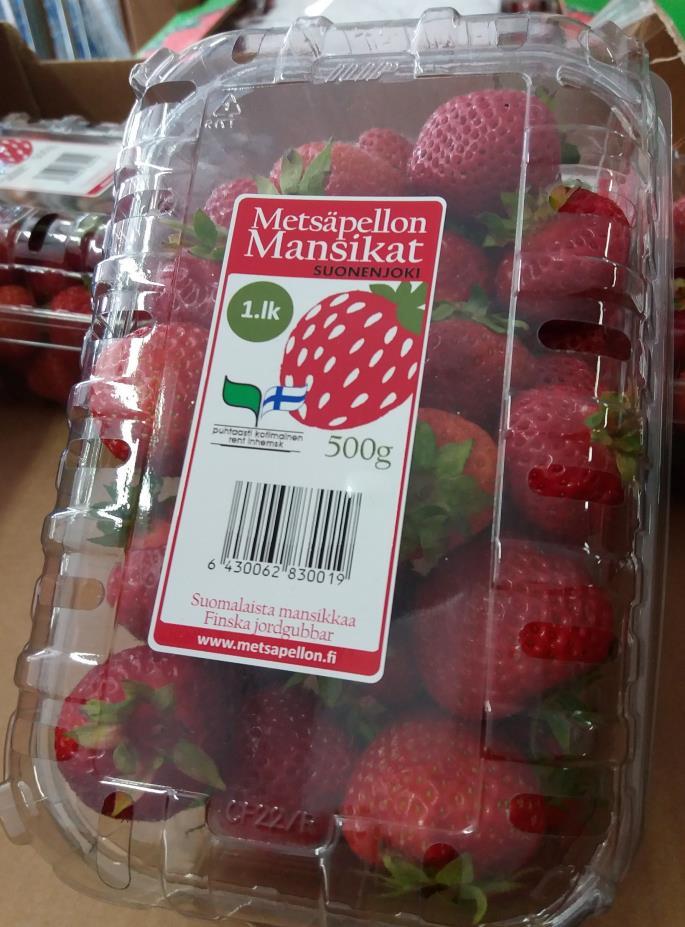 Metsäpellon
Mansikat
SUONENJOKI
1.lk
puhtaasti kotimainen
rent inhemsk
500g
6 430062 830019
Suomalaista mansikkaa
Finska jordgubbar
www.metsapellon.fi
CF22/F